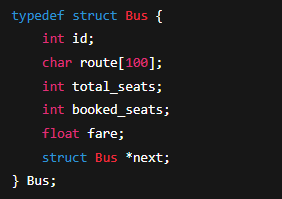 typedef struct Bus {
    int id;
    char route[100];
    int total_seats;
    int booked_seats;
    float fare;
    struct Bus *next;
} Bus;